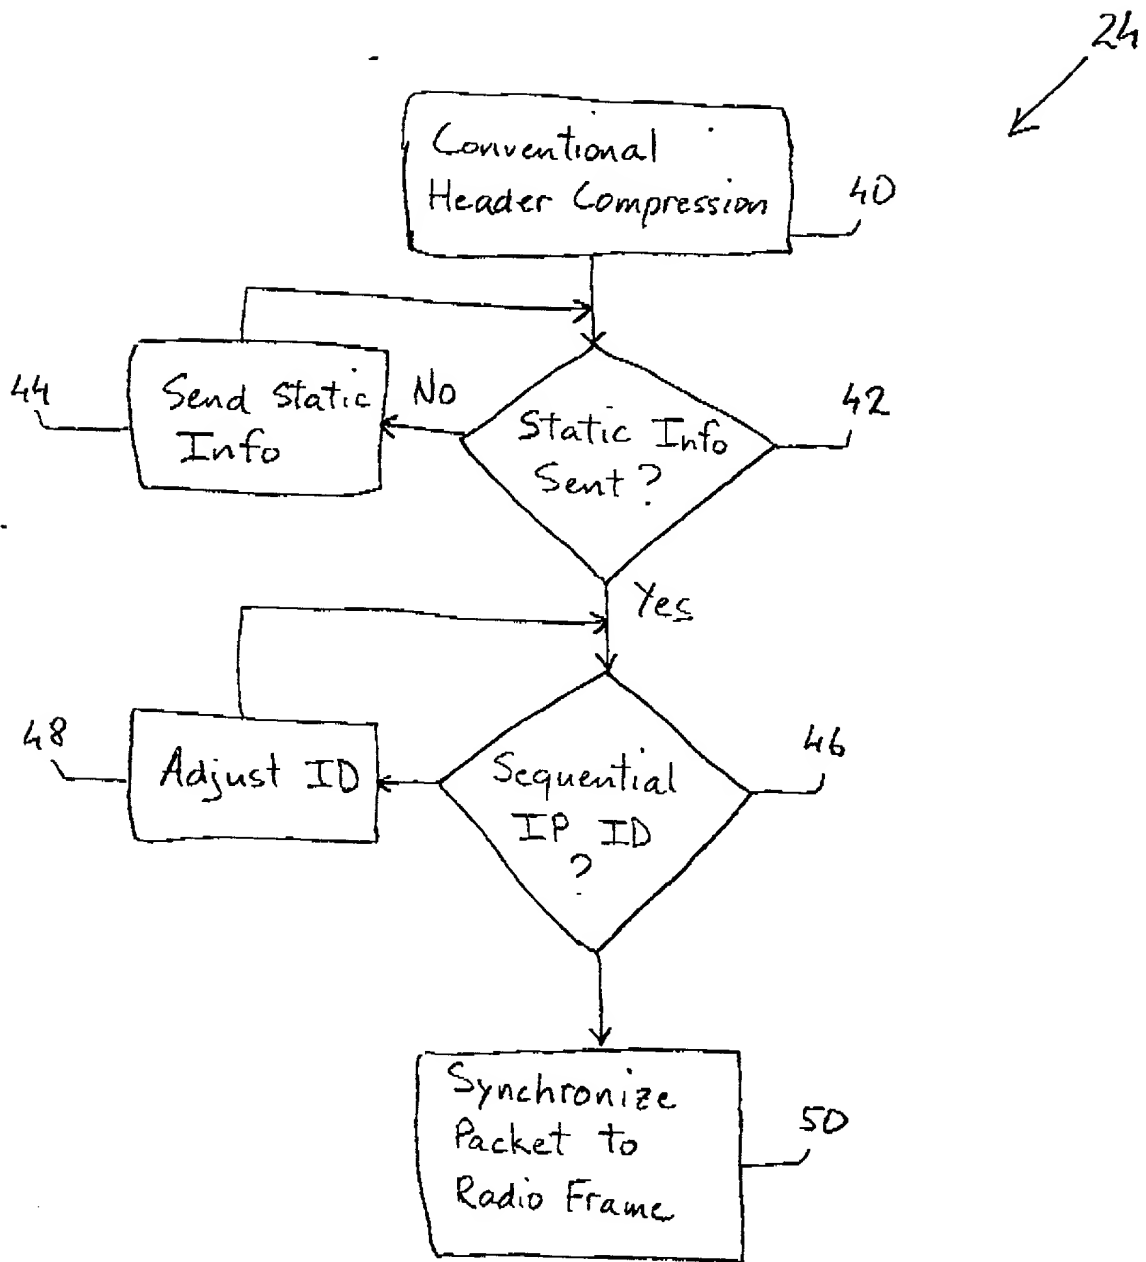 24
Conventional
Header Compression
40
44
Send Static
Info
No
Static Info
Sent?
42
Yes
48
Adjust ID
Sequential
IP ID
?
46
Synchronize
Packet to
Radio Frame
50